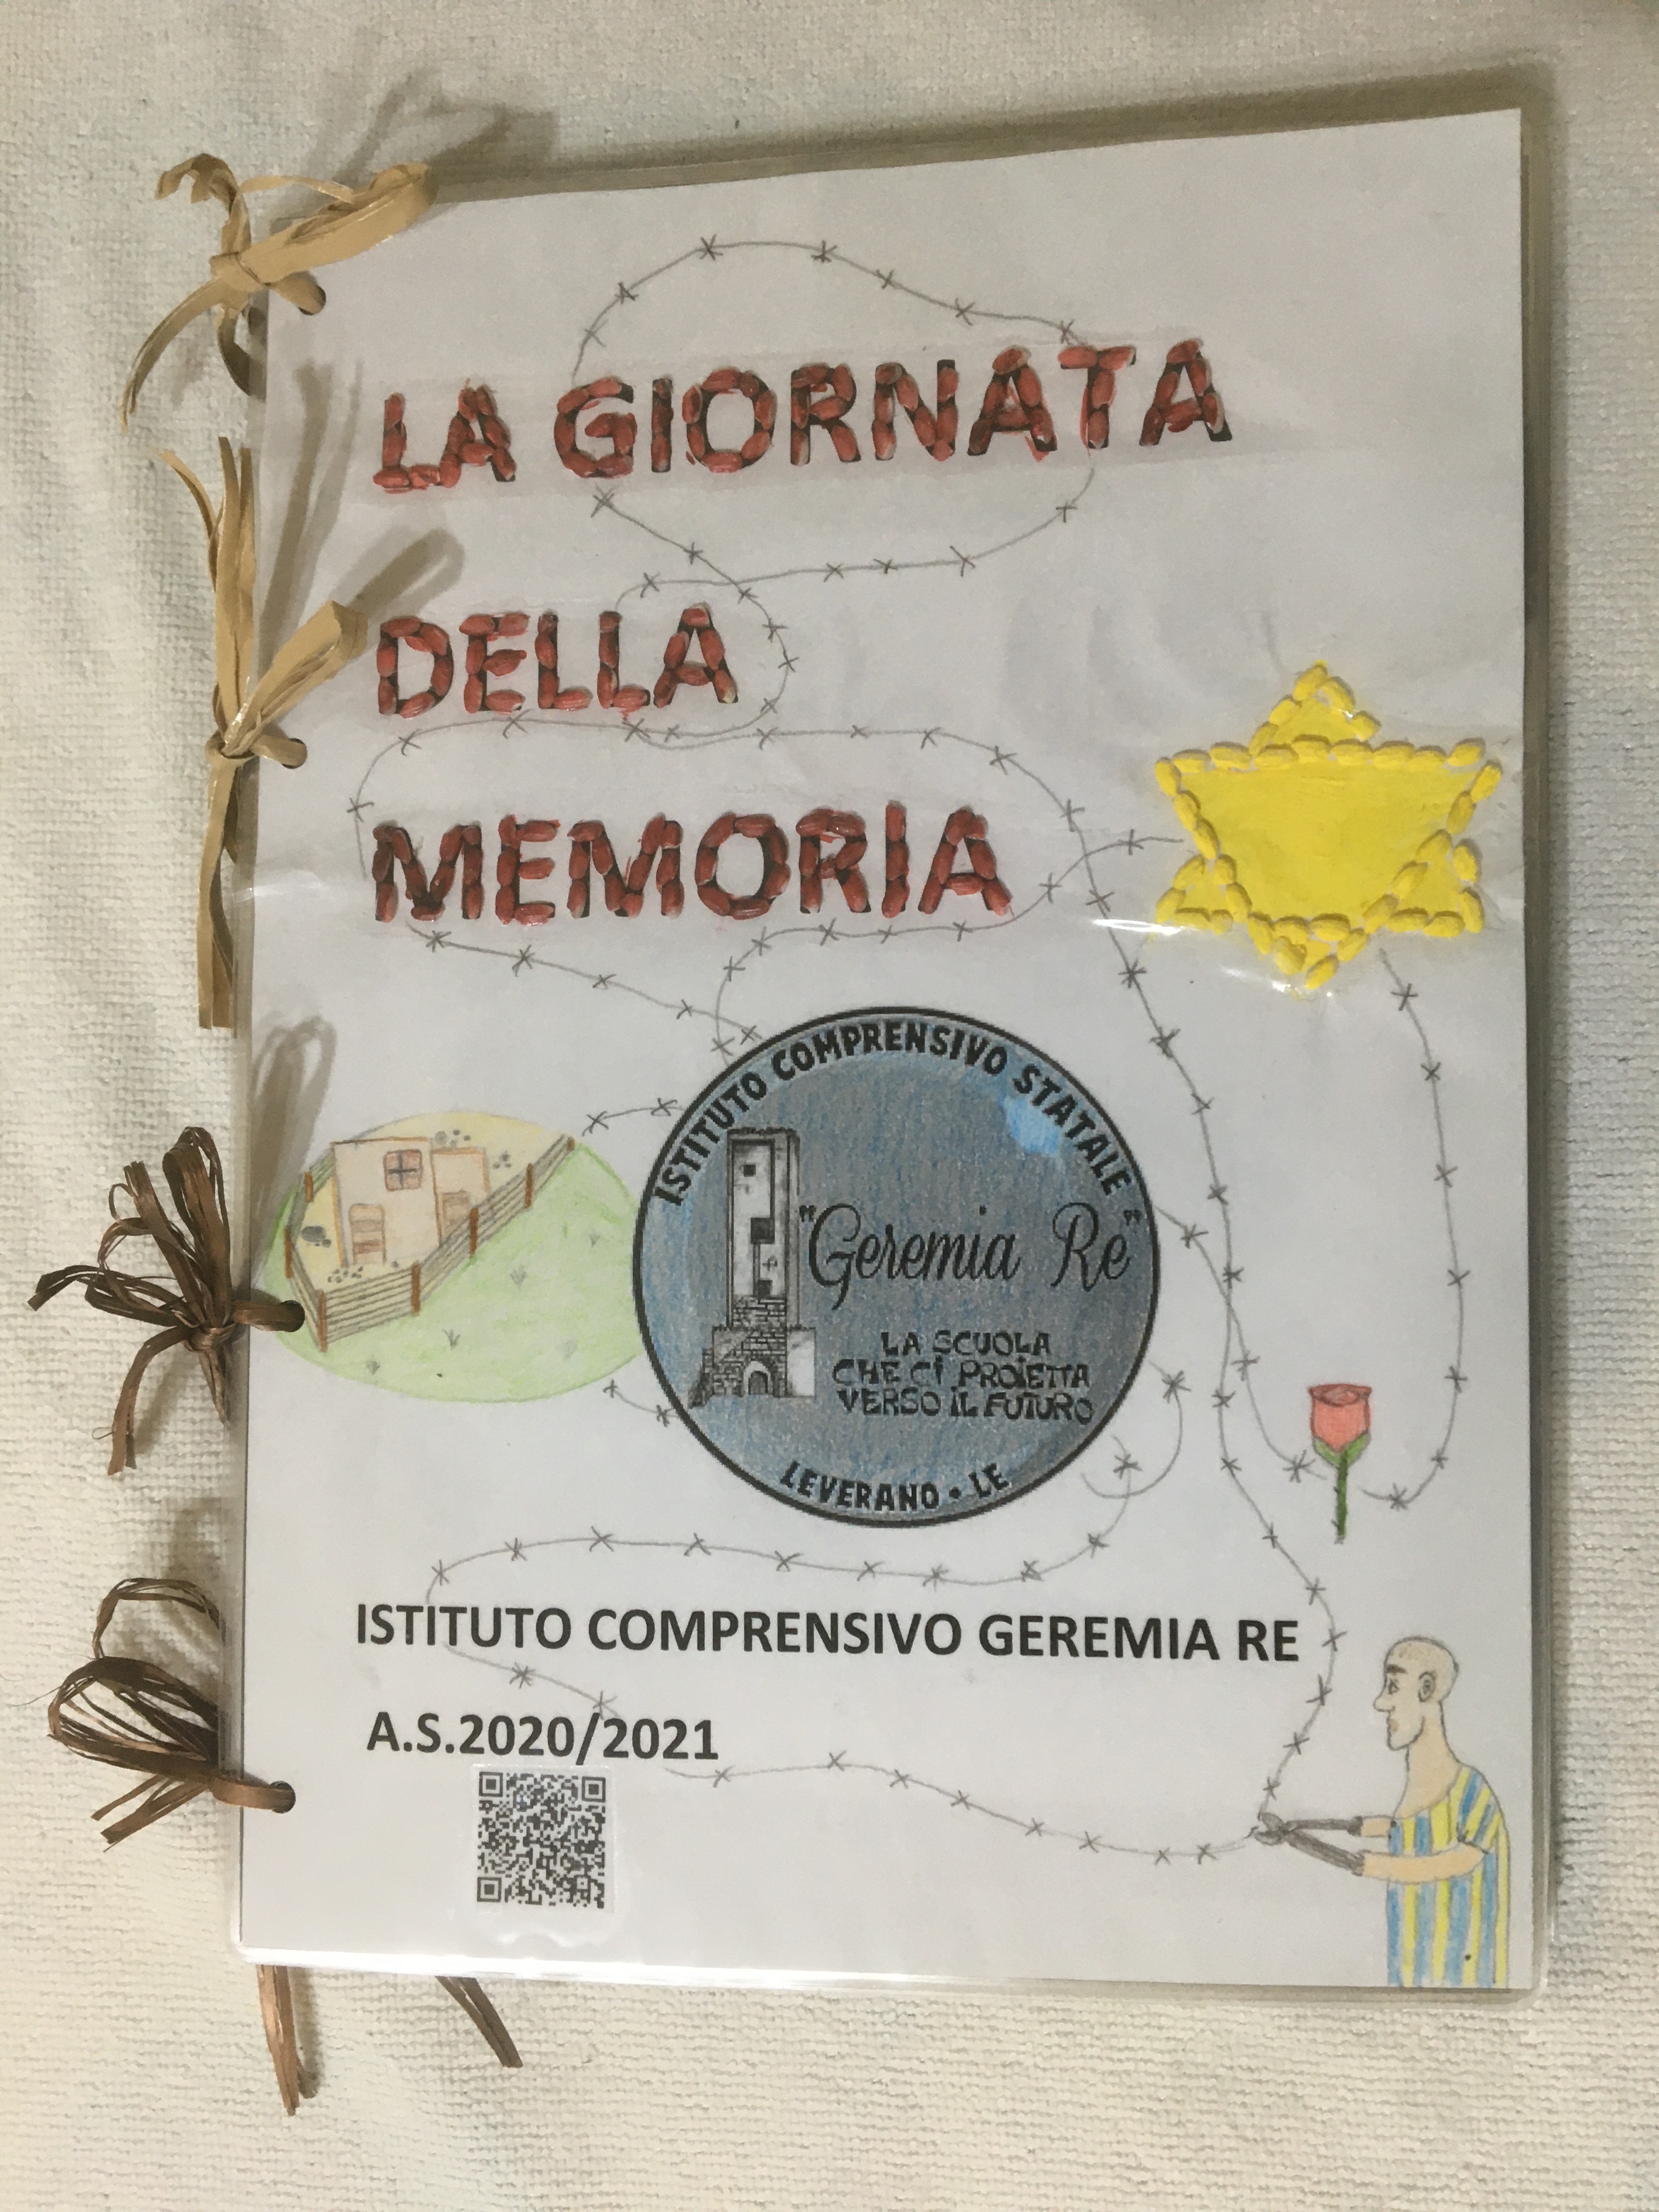 LA GIORNATA
DELLA
MEMORIA
ISTITUTO COMPRENSIVO STATALE
"Geremia Re"
LA SCUOLA
CHE CI PROIETTA
VERSO IL FUTURO
LEVERANO • LE
ISTITUTO COMPRENSIVO GEREMIA RE
A.S.2020/2021